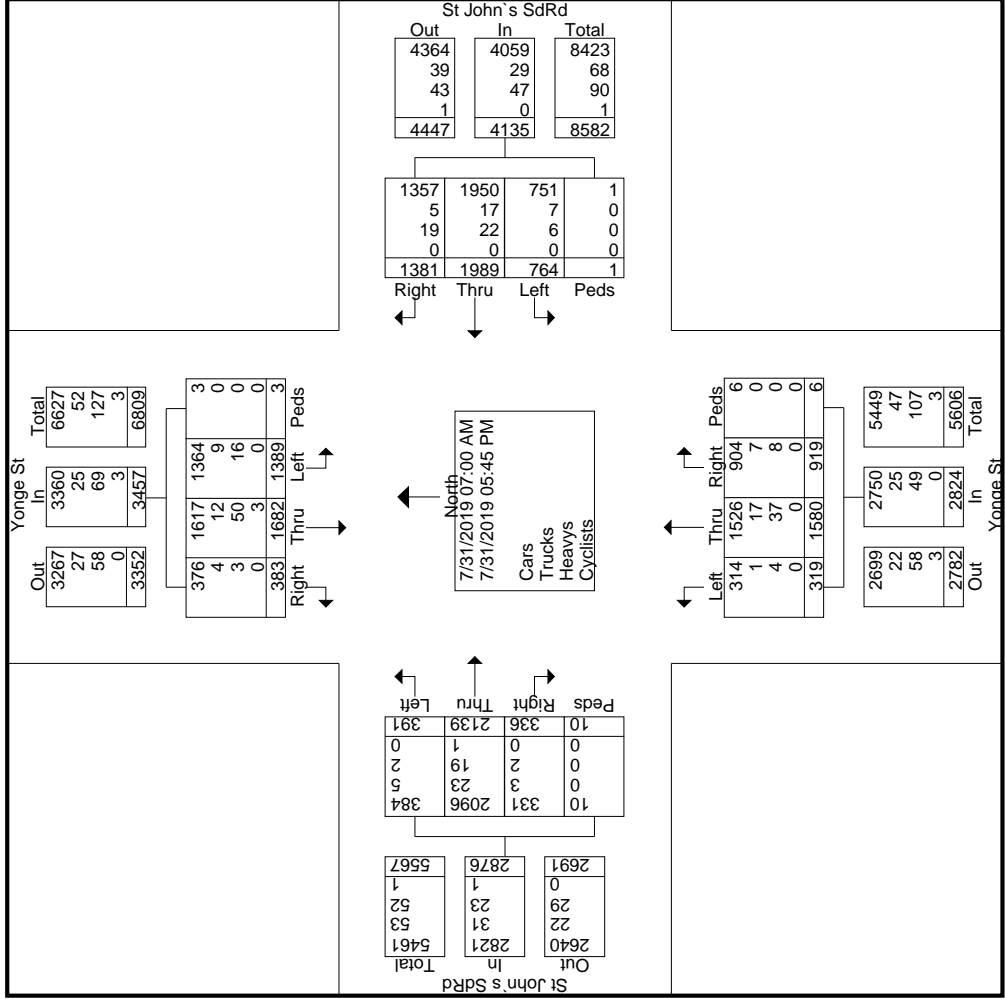 St John`s SdRd
Out In Total
4364 4059 8423
39 29 68
43 47 90
1 0 1
4447 4135 8582
1357 1950 751 1
5 17 7 0
19 22 6 0
0 0 0 0
1381 1989 764 1
Right Thru Left Peds
Yonge St
Total
6627
52
127
3
6809
In
3360
25
69
3
3457
Out
3267
27
58
0
3352
3
0
0
0
3
Peds
1364
9
16
0
1389
Left
1617
12
50
3
1682
Thru
376
4
3
0
383
Right
North
7/31/2019 07:00 AM
7/31/2019 05:45 PM
Cars
Trucks
Heavys
Cyclists
Peds
6
0
0
0
6
Right
904
7
8
0
919
Thru
1526
17
37
0
1580
Left
314
1
4
0
319
5449
47
107
3
5606
Total
2750
25
49
0
2824
In
2699
22
58
3
2782
Out
Yonge St
Left Thru Right Peds
391 2139 336 10
0 1 0 0
2 19 2 0
5 23 3 0
384 2096 331 10
5567 2876 2691
1 1 0
52 23 29
53 31 22
5461 2821 2640
Total In Out
St John`s SdRd